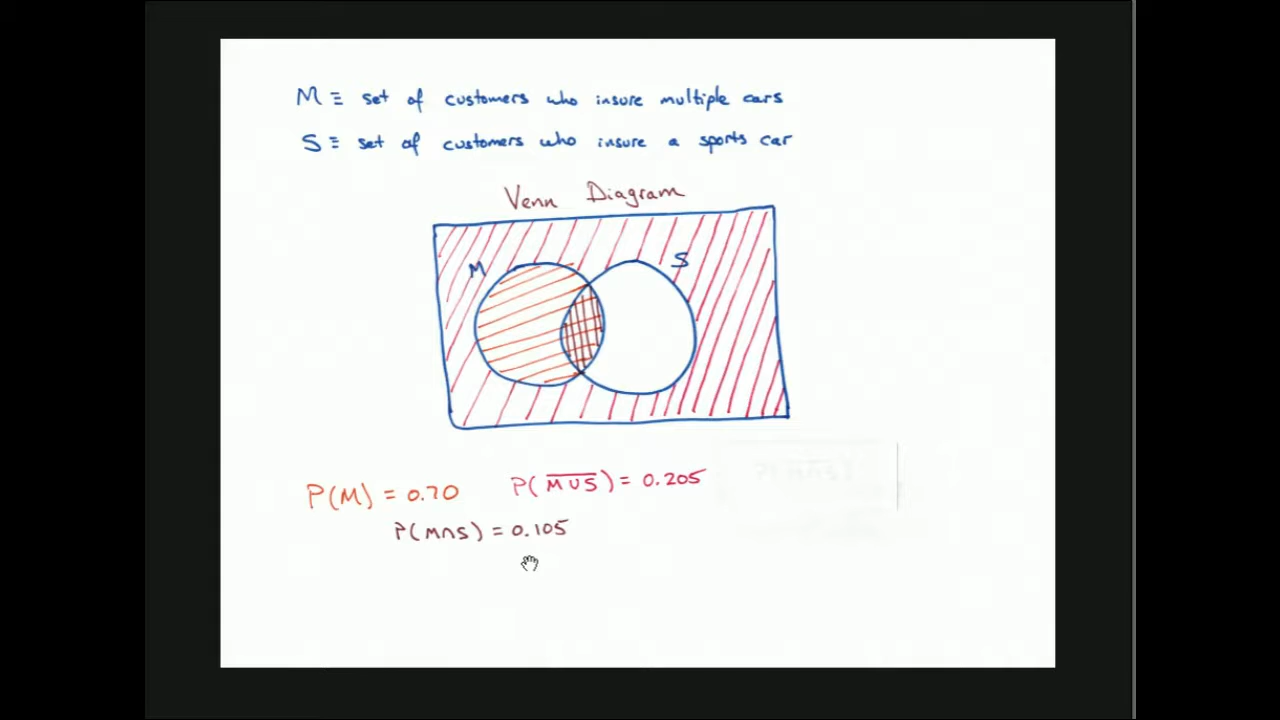 M ≡ set of customers who insure multiple cars
S ≡ set of customers who insure a sports car
Venn Diagram
M
S
P(M) = 0.70
P(M̅ ̅∪̅ ̅S̅) = 0.205
P(M∩S) = 0.105